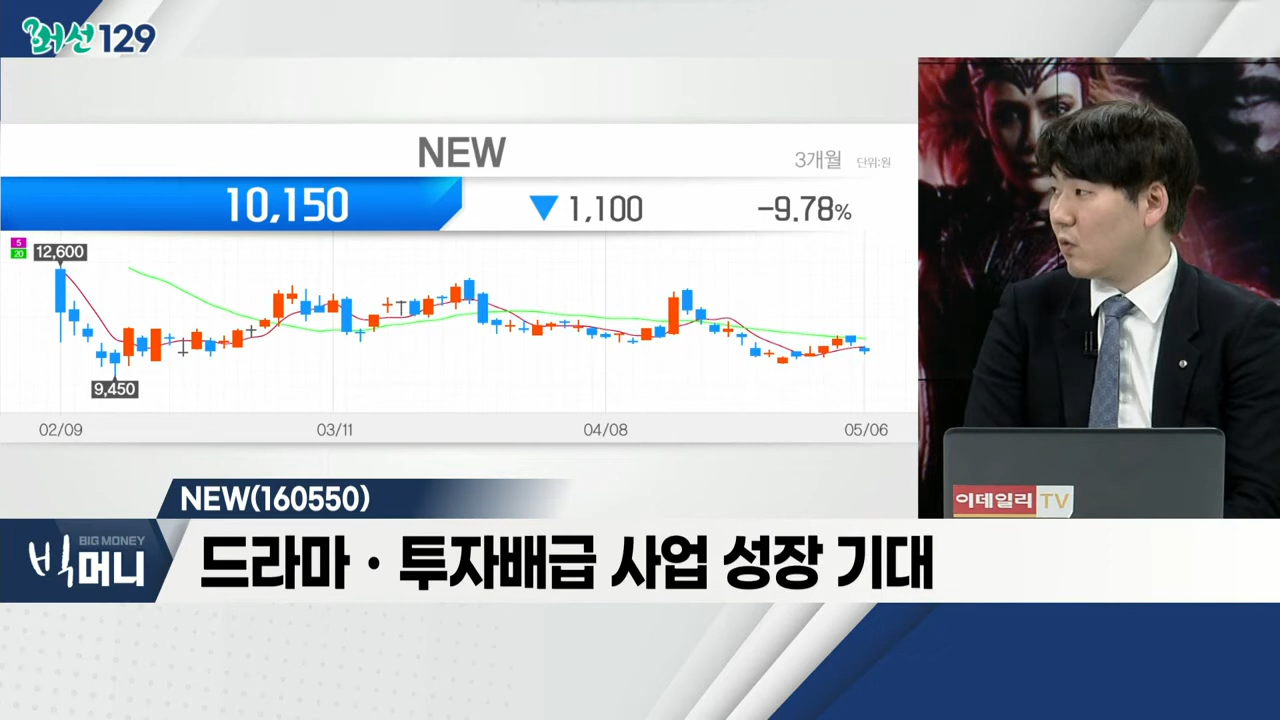 최선129
NEW
3개월 단위:원
10,150 ▼1,100 -9.78%
5
20
12,600
9,450
02/09 03/11 04/08 05/06
이데일리TV
NEW(160550)
BIG MONEY
빅머니
드라마·투자배급 사업 성장 기대